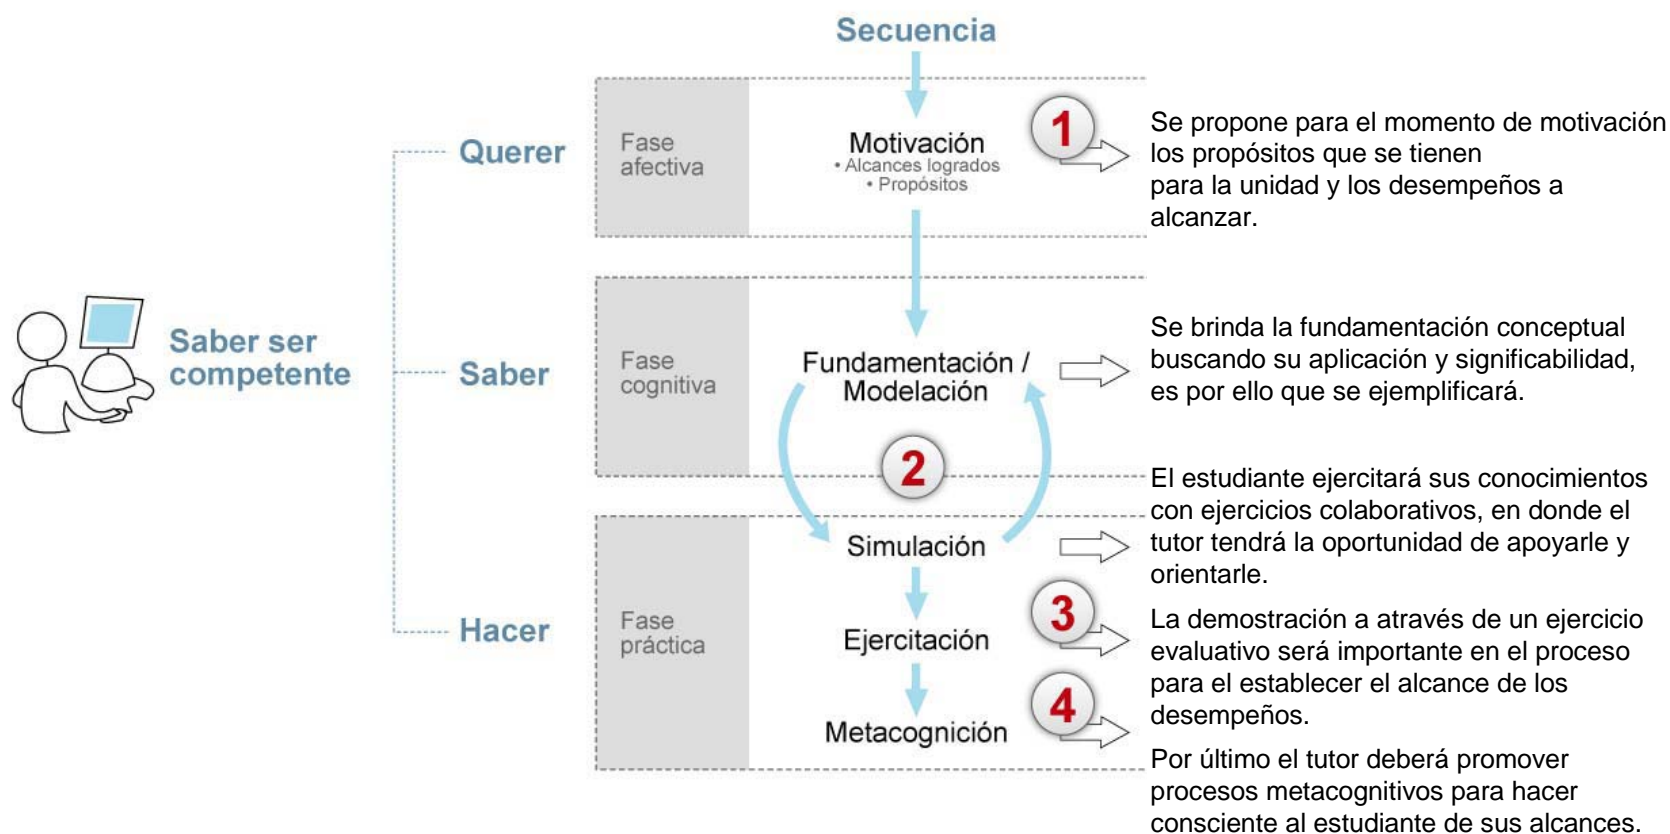 Secuencia
Saber ser
competente
Querer
Fase
afectiva
Motivación
• Alcances logrados
• Propósitos
1
Se propone para el momento de motivación
los propósitos que se tienen
para la unidad y los desempeños a
alcanzar.
Saber
Fase
cognitiva
Fundamentación /
Modelación
Se brinda la fundamentación conceptual
buscando su aplicación y significabilidad,
es por ello que se ejemplificará.
2
Hacer
Fase
práctica
Simulación
El estudiante ejercitará sus conocimientos
con ejercicios colaborativos, en donde el
tutor tendrá la oportunidad de apoyarle y
orientarle.
Ejercitación
3
La demostración a através de un ejercicio
evaluativo será importante en el proceso
para el establecer el alcance de los
desempeños.
Metacognición
4
Por último el tutor deberá promover
procesos metacognitivos para hacer
consciente al estudiante de sus alcances.